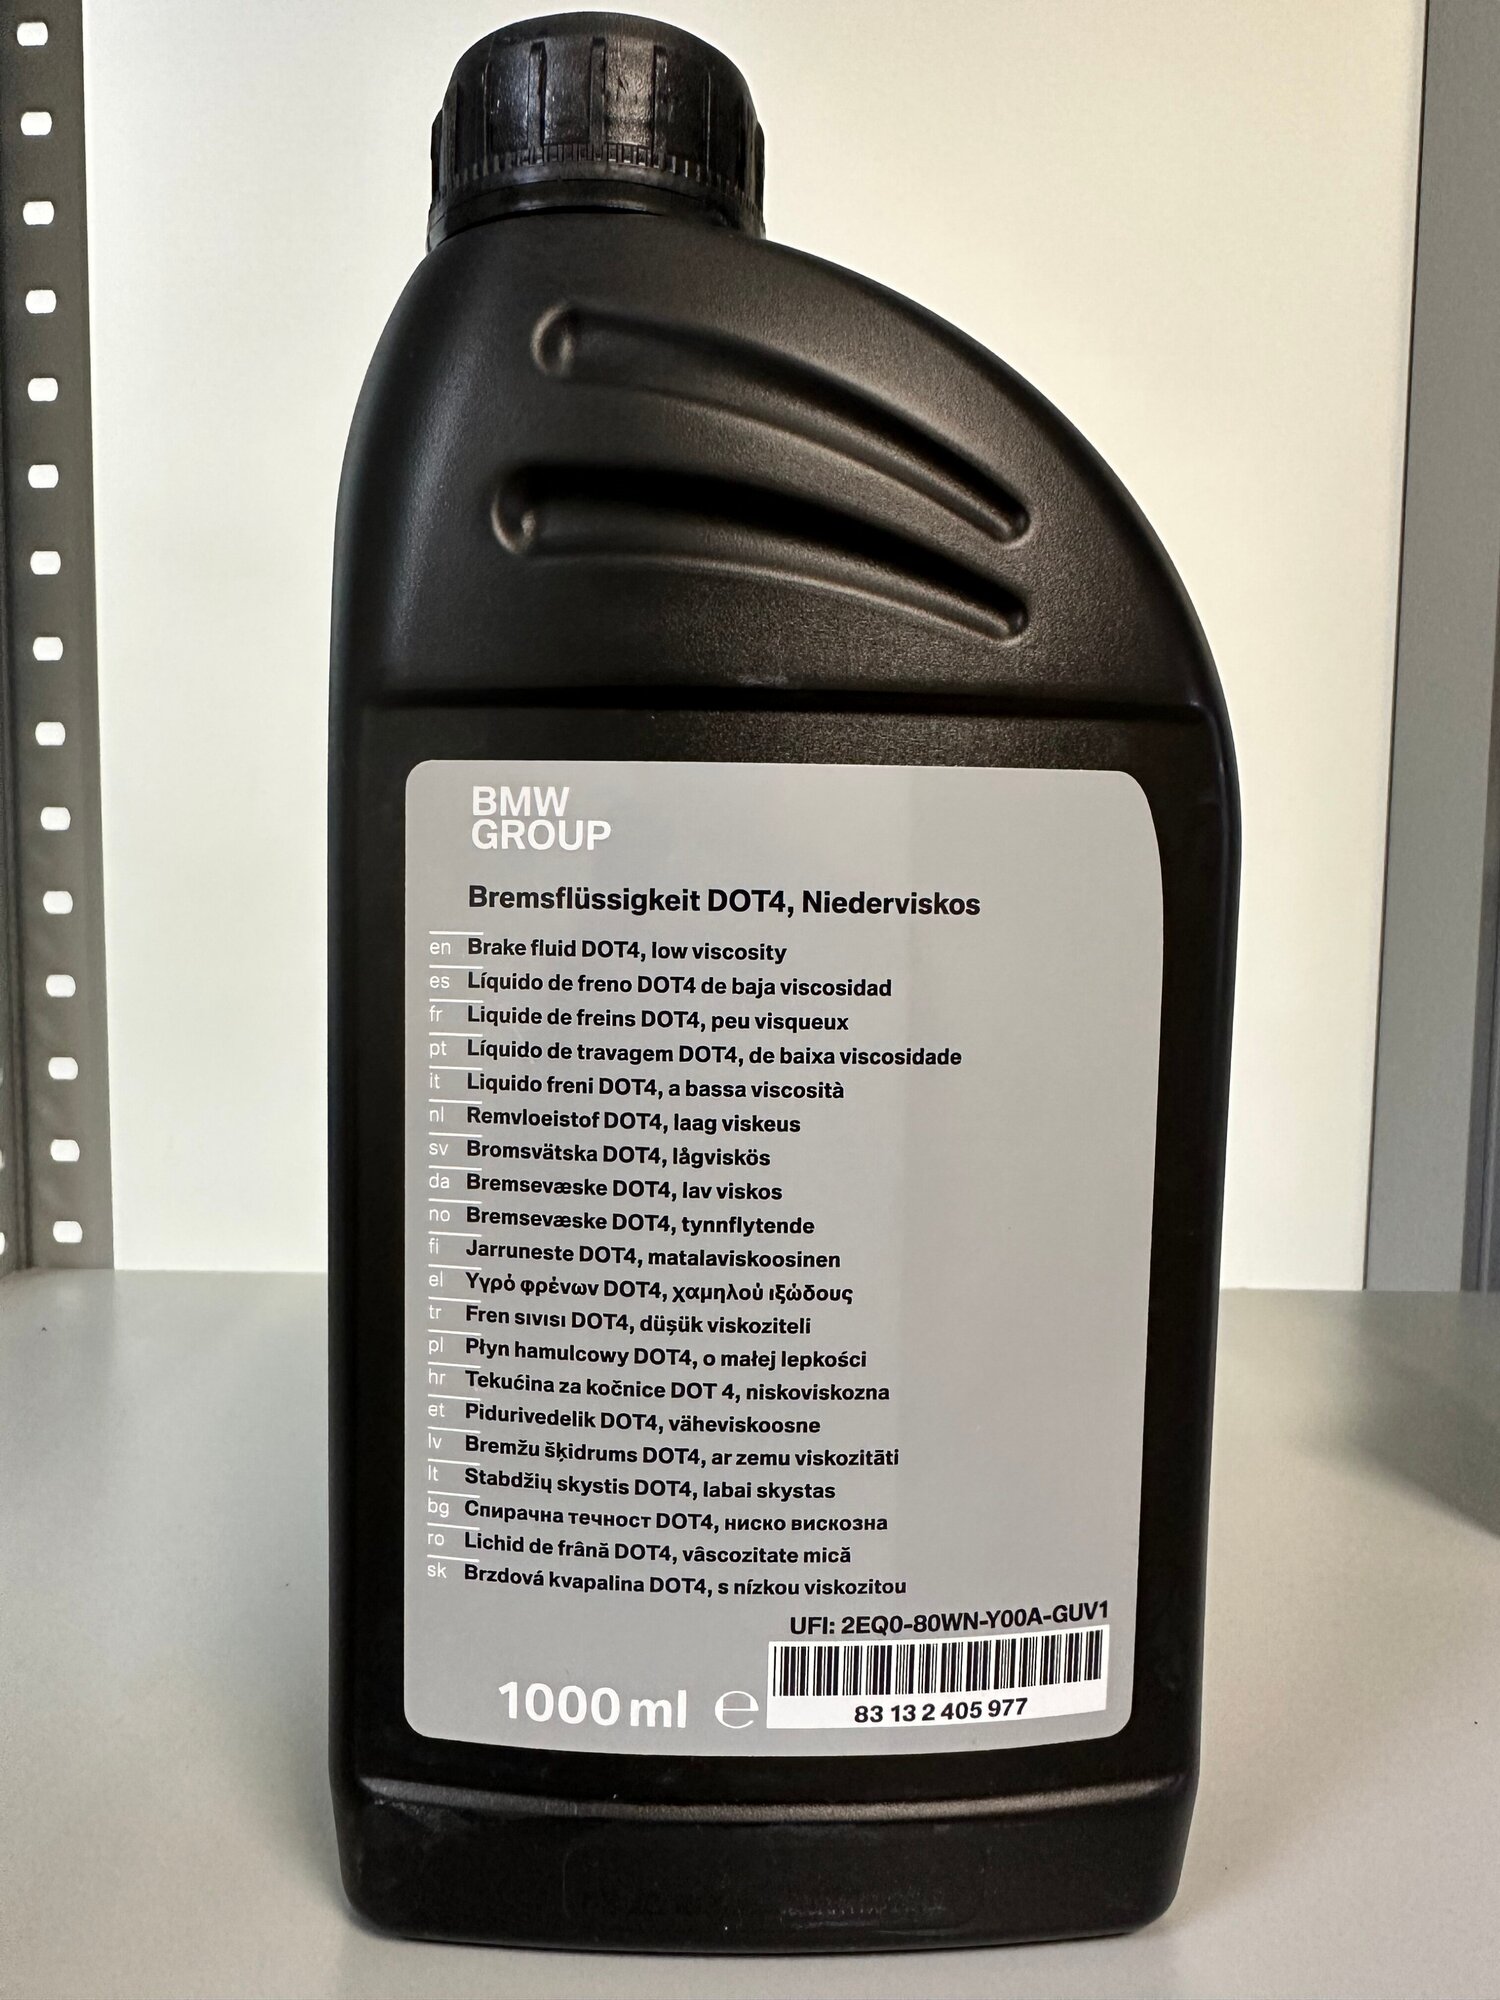 BMW
GROUP
Bremsflüssigkeit DOT4, Niederviskos
en Brake fluid DOT4, low viscosity
es Líquido de freno DOT4 de baja viscosidad
fr Liquide de freins DOT4, peu visqueux
pt Líquido de travagem DOT4, de baixa viscosidade
it Liquido freni DOT4, a bassa viscosità
nl Remvloeistof DOT4, laag viskeus
sv Bromsvätska DOT4, lågviskös
da Bremsevæske DOT4, lav viskos
no Bremsevæske DOT4, tynnflytende
fi Jarruneste DOT4, matalaviskoosinen
el Υγρό φρένων DOT4, χαμηλού ιξώδους
tr Fren sıvısı DOT4, düşük viskoziteli
pl Płyn hamulcowy DOT4, o małej lepkości
hr Tekućina za kočnice DOT 4, niskoviskozna
et Pidurivedelik DOT4, väheviskoosne
lv Bremžu šķidrums DOT4, ar zemu viskozitāti
lt Stabdžių skystis DOT4, labai skystas
bg Спирачна течност DOT4, ниско вискозна
ro Lichid de frână DOT4, vâscozitate mică
sk Brzdová kvapalina DOT4, s nízkou viskozitou
UFI: 2EQ0-80WN-Y00A-GUV1
1000 ml ℮
83 13 2 405 977